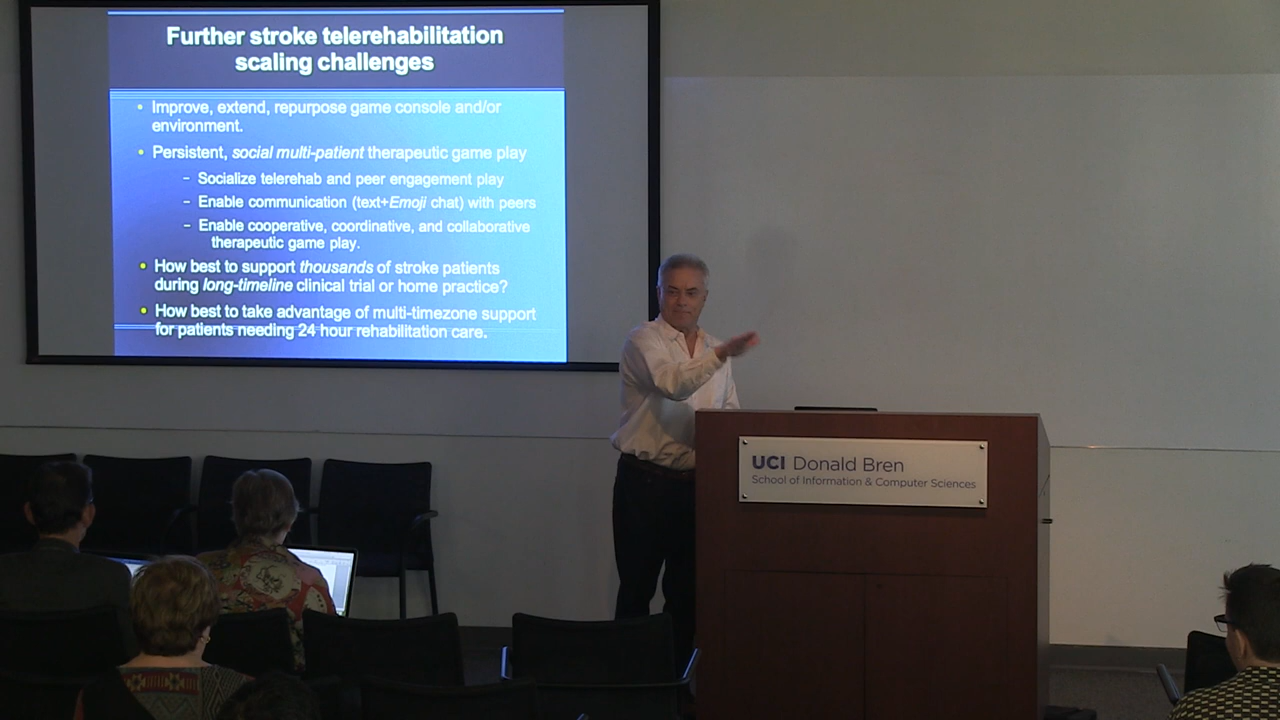 Further stroke telerehabilitation
scaling challenges
• Improve, extend, repurpose game console and/or
environment.
• Persistent, social multi-patient therapeutic game play
– Socialize telerehab and peer engagement play
– Enable communication (text+Emoji chat) with peers
– Enable cooperative, coordinative, and collaborative
therapeutic game play.
• How best to support thousands of stroke patients
during long-timeline clinical trial or home practice?
• How best to take advantage of multi-timezone support
for patients needing 24 hour rehabilitation care.
UCI Donald Bren
School of Information & Computer Sciences